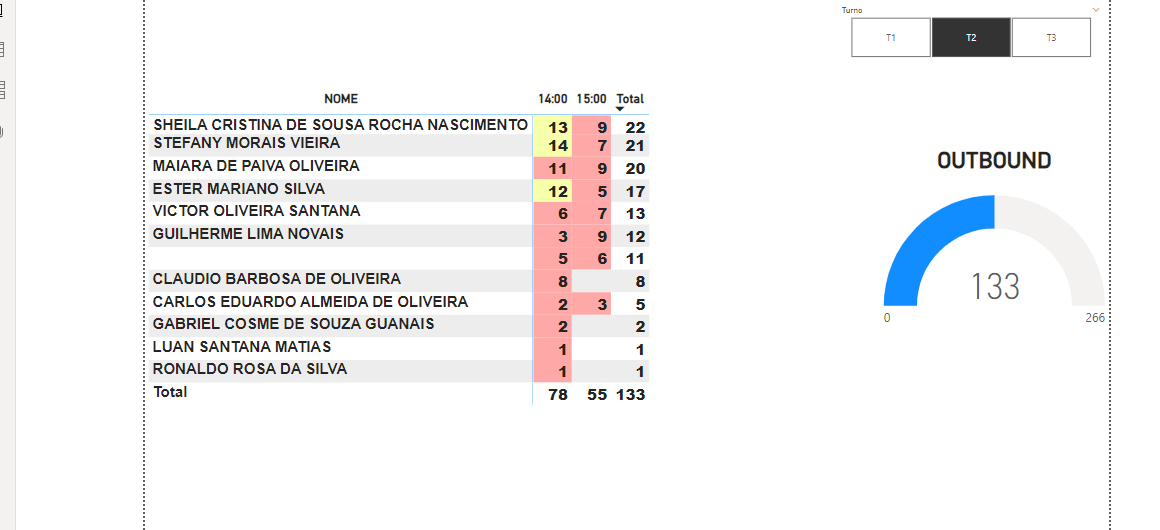 Turno
T1 T2 T3
NOME 14:00 15:00 Total
SHEILA CRISTINA DE SOUSA ROCHA NASCIMENTO 13 9 22
STEFANY MORAIS VIEIRA 14 7 21
MAIARA DE PAIVA OLIVEIRA 11 9 20
ESTER MARIANO SILVA 12 5 17
VICTOR OLIVEIRA SANTANA 6 7 13
GUILHERME LIMA NOVAIS 3 9 12
5 6 11
CLAUDIO BARBOSA DE OLIVEIRA 8 8
CARLOS EDUARDO ALMEIDA DE OLIVEIRA 2 3 5
GABRIEL COSME DE SOUZA GUANAIS 2 2
LUAN SANTANA MATIAS 1 1
RONALDO ROSA DA SILVA 1 1
Total 78 55 133
OUTBOUND
133
0 266